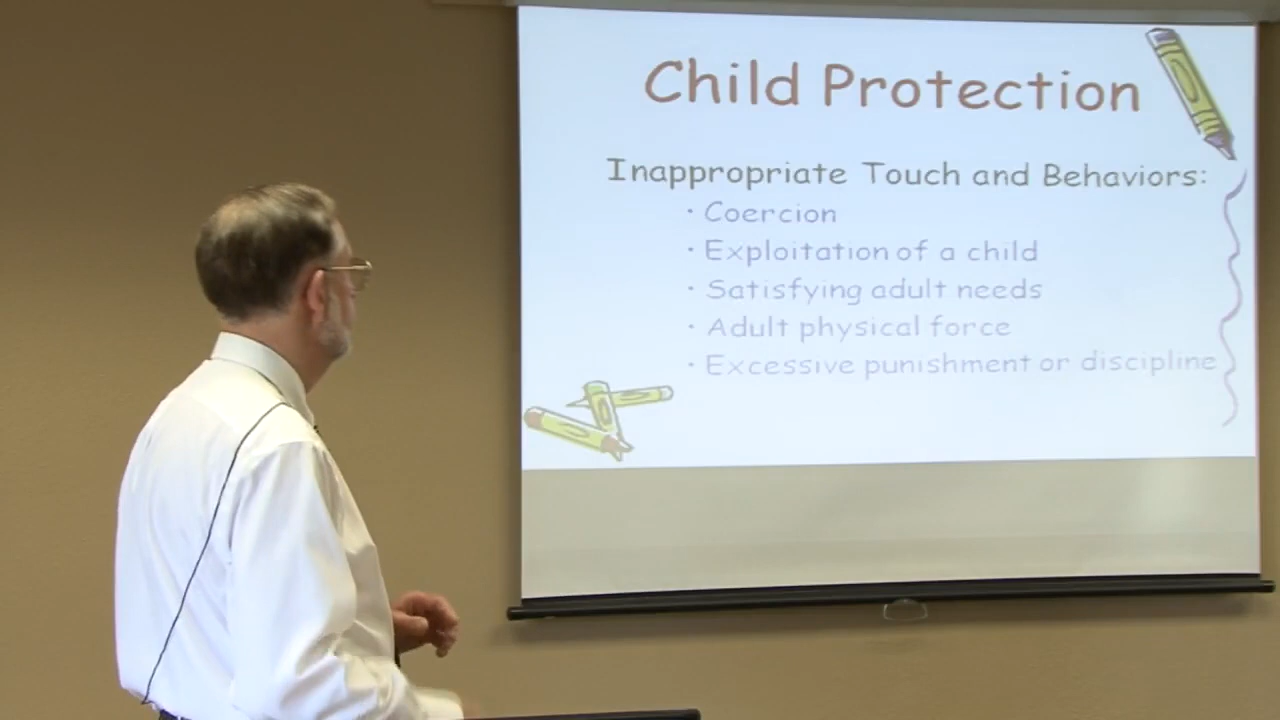 Child Protection
Inappropriate Touch and Behaviors:
· Coercion
· Exploitation of a child
· Satisfying adult needs
· Adult physical force
· Excessive punishment or discipline